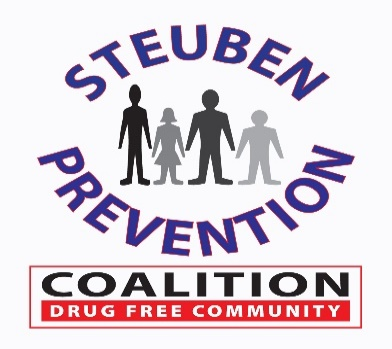 STEUBEN
PREVENTION
COALITION
DRUG FREE COMMUNITY